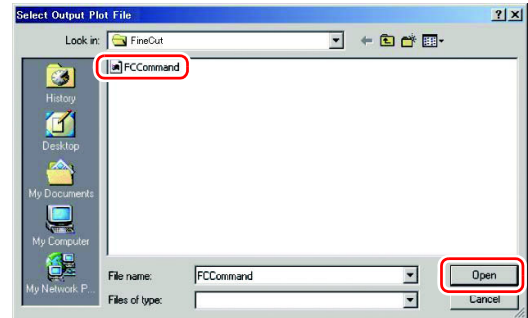 Select Output Plot File
Look in: FineCut
FCCommand
History
Desktop
My Documents
My Computer
My Network P...
File name: FCCommand Open
Files of type: Cancel